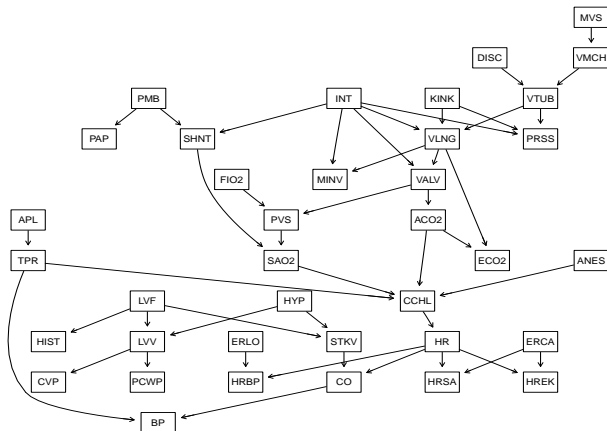 MVS
DISC VMCH
PMB INT KINK VTUB
PAP SHNT VLNG PRSS
FIO2 MINV VALV
APL PVS ACO2
TPR SAO2 ECO2 ANES
LVF HYP CCHL
HIST LVV ERLO STKV HR ERCA
CVP PCWP HRBP CO HRSA HREK
BP